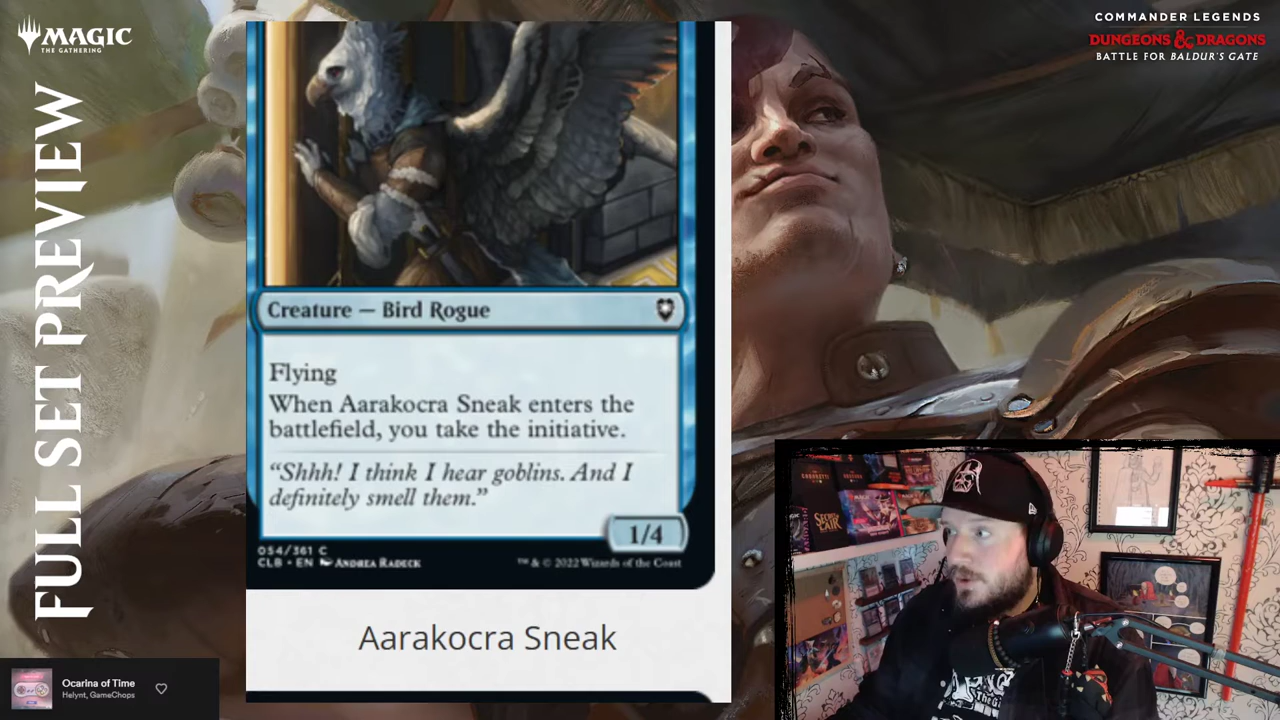 MAGIC
THE GATHERING
FULL SET PREVIEW
COMMANDER LEGENDS
DUNGEONS & DRAGONS
BATTLE FOR BALDUR'S GATE
Creature — Bird Rogue
Flying
When Aarakocra Sneak enters the
battlefield, you take the initiative.
“Shhh! I think I hear goblins. And I
definitely smell them.”
1/4
054/361 C
CLB • EN ANDREA RADECK
™ & © 2022 Wizards of the Coast
Aarakocra Sneak
Ocarina of Time
Helynt, GameChops
SECRET
LAIR